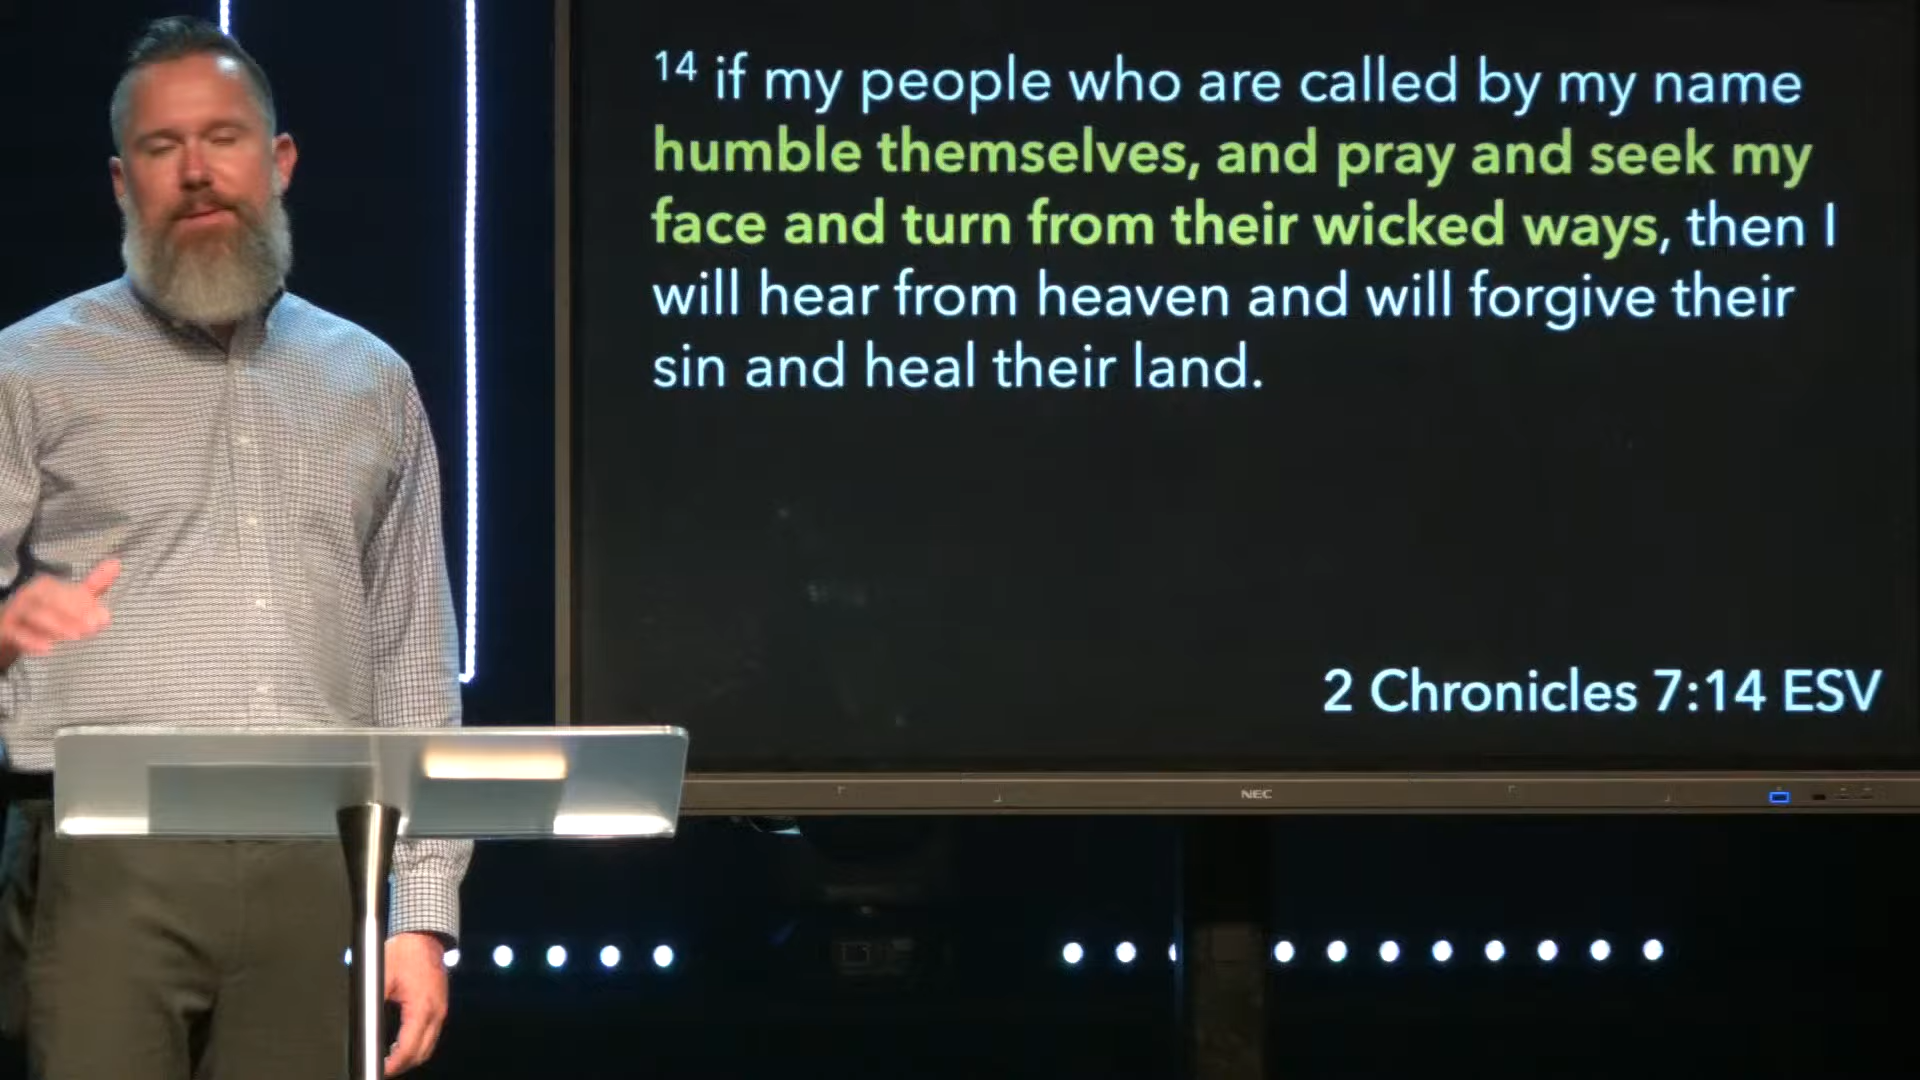 14 if my people who are called by my name
humble themselves, and pray and seek my
face and turn from their wicked ways, then I
will hear from heaven and will forgive their
sin and heal their land.
2 Chronicles 7:14 ESV
NEC